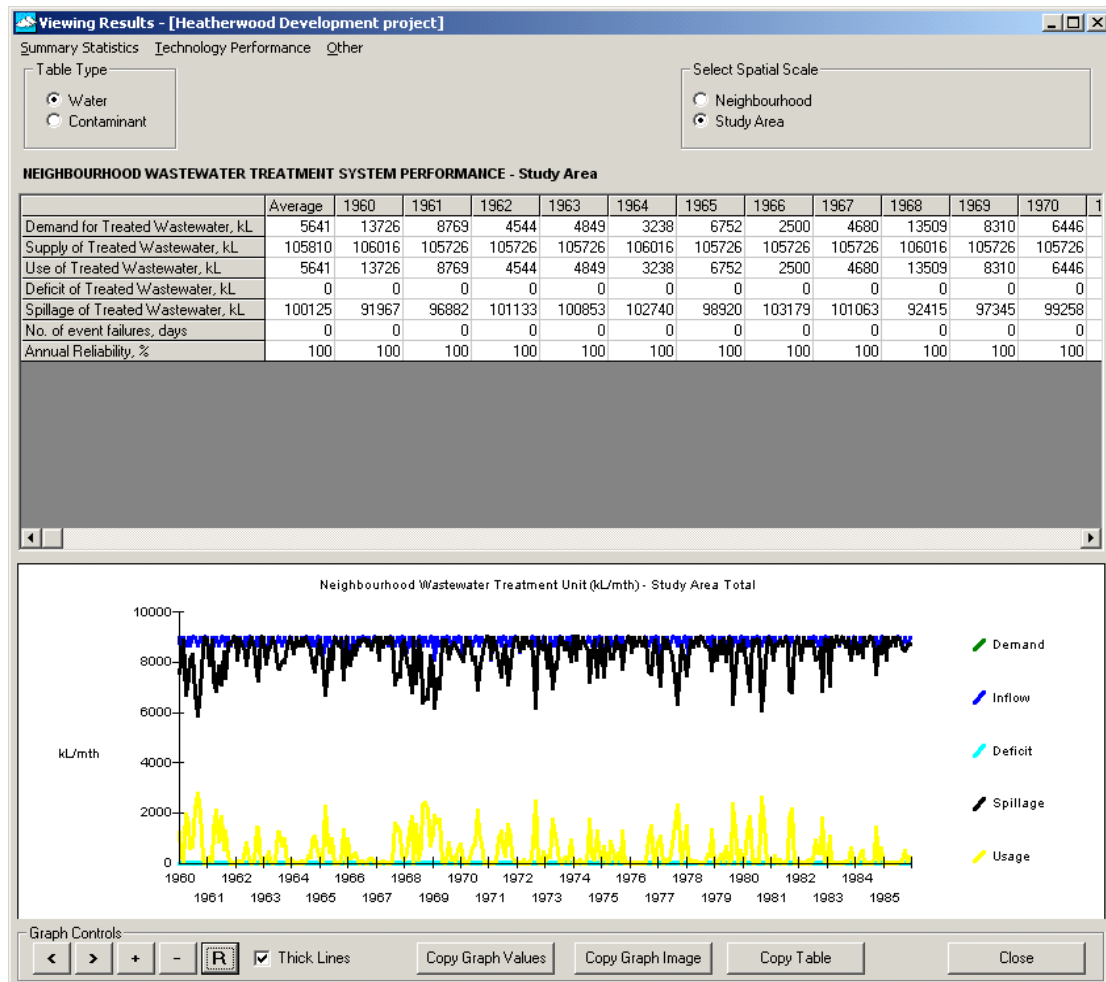 Viewing Results - [Heatherwood Development project]
Summary Statistics Technology Performance Other
Table Type
Water
Contaminant
Select Spatial Scale
Neighbourhood
Study Area
NEIGHBOURHOOD WASTEWATER TREATMENT SYSTEM PERFORMANCE - Study Area
Average 1960 1961 1962 1963 1964 1965 1966 1967 1968 1969 1970 1
Demand for Treated Wastewater, kL 5641 13726 8769 4544 4849 3238 6752 2500 4680 13509 8310 6446
Supply of Treated Wastewater, kL 105810 106016 105726 105726 105726 106016 105726 105726 105726 106016 105726 105726
Use of Treated Wastewater, kL 5641 13726 8769 4544 4849 3238 6752 2500 4680 13509 8310 6446
Deficit of Treated Wastewater, kL 0 0 0 0 0 0 0 0 0 0 0 0
Spillage of Treated Wastewater, kL 100125 91967 96882 101133 100853 102740 98920 103179 101063 92415 97345 99258
No. of event failures, days 0 0 0 0 0 0 0 0 0 0 0 0
Annual Reliability, % 100 100 100 100 100 100 100 100 100 100 100 100
Neighbourhood Wastewater Treatment Unit (kL/mth) - Study Area Total
10000
8000
6000
kL/mth
4000
2000
0
1960 1962 1964 1966 1968 1970 1972 1974 1976 1978 1980 1982 1984
1961 1963 1965 1967 1969 1971 1973 1975 1977 1979 1981 1983 1985
Demand
Inflow
Deficit
Spillage
Usage
Graph Controls
< > + - R Thick Lines Copy Graph Values Copy Graph Image Copy Table Close